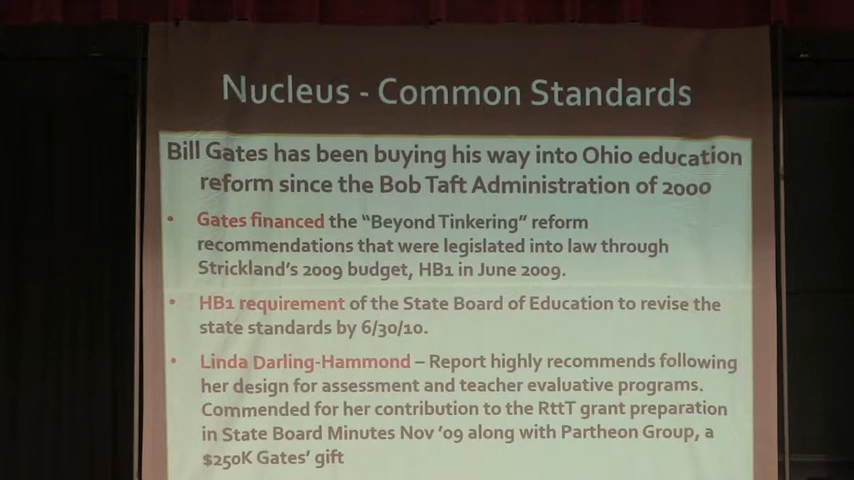 Nucleus - Common Standards
Bill Gates has been buying his way into Ohio education
reform since the Bob Taft Administration of 2000
• Gates financed the “Beyond Tinkering” reform
recommendations that were legislated into law through
Strickland's 2009 budget, HB1 in June 2009.
• HB1 requirement of the State Board of Education to revise the
state standards by 6/30/10.
• Linda Darling-Hammond – Report highly recommends following
her design for assessment and teacher evaluative programs.
Commended for her contribution to the RttT grant preparation
in State Board Minutes Nov '09 along with Partheon Group, a
$250K Gates' gift